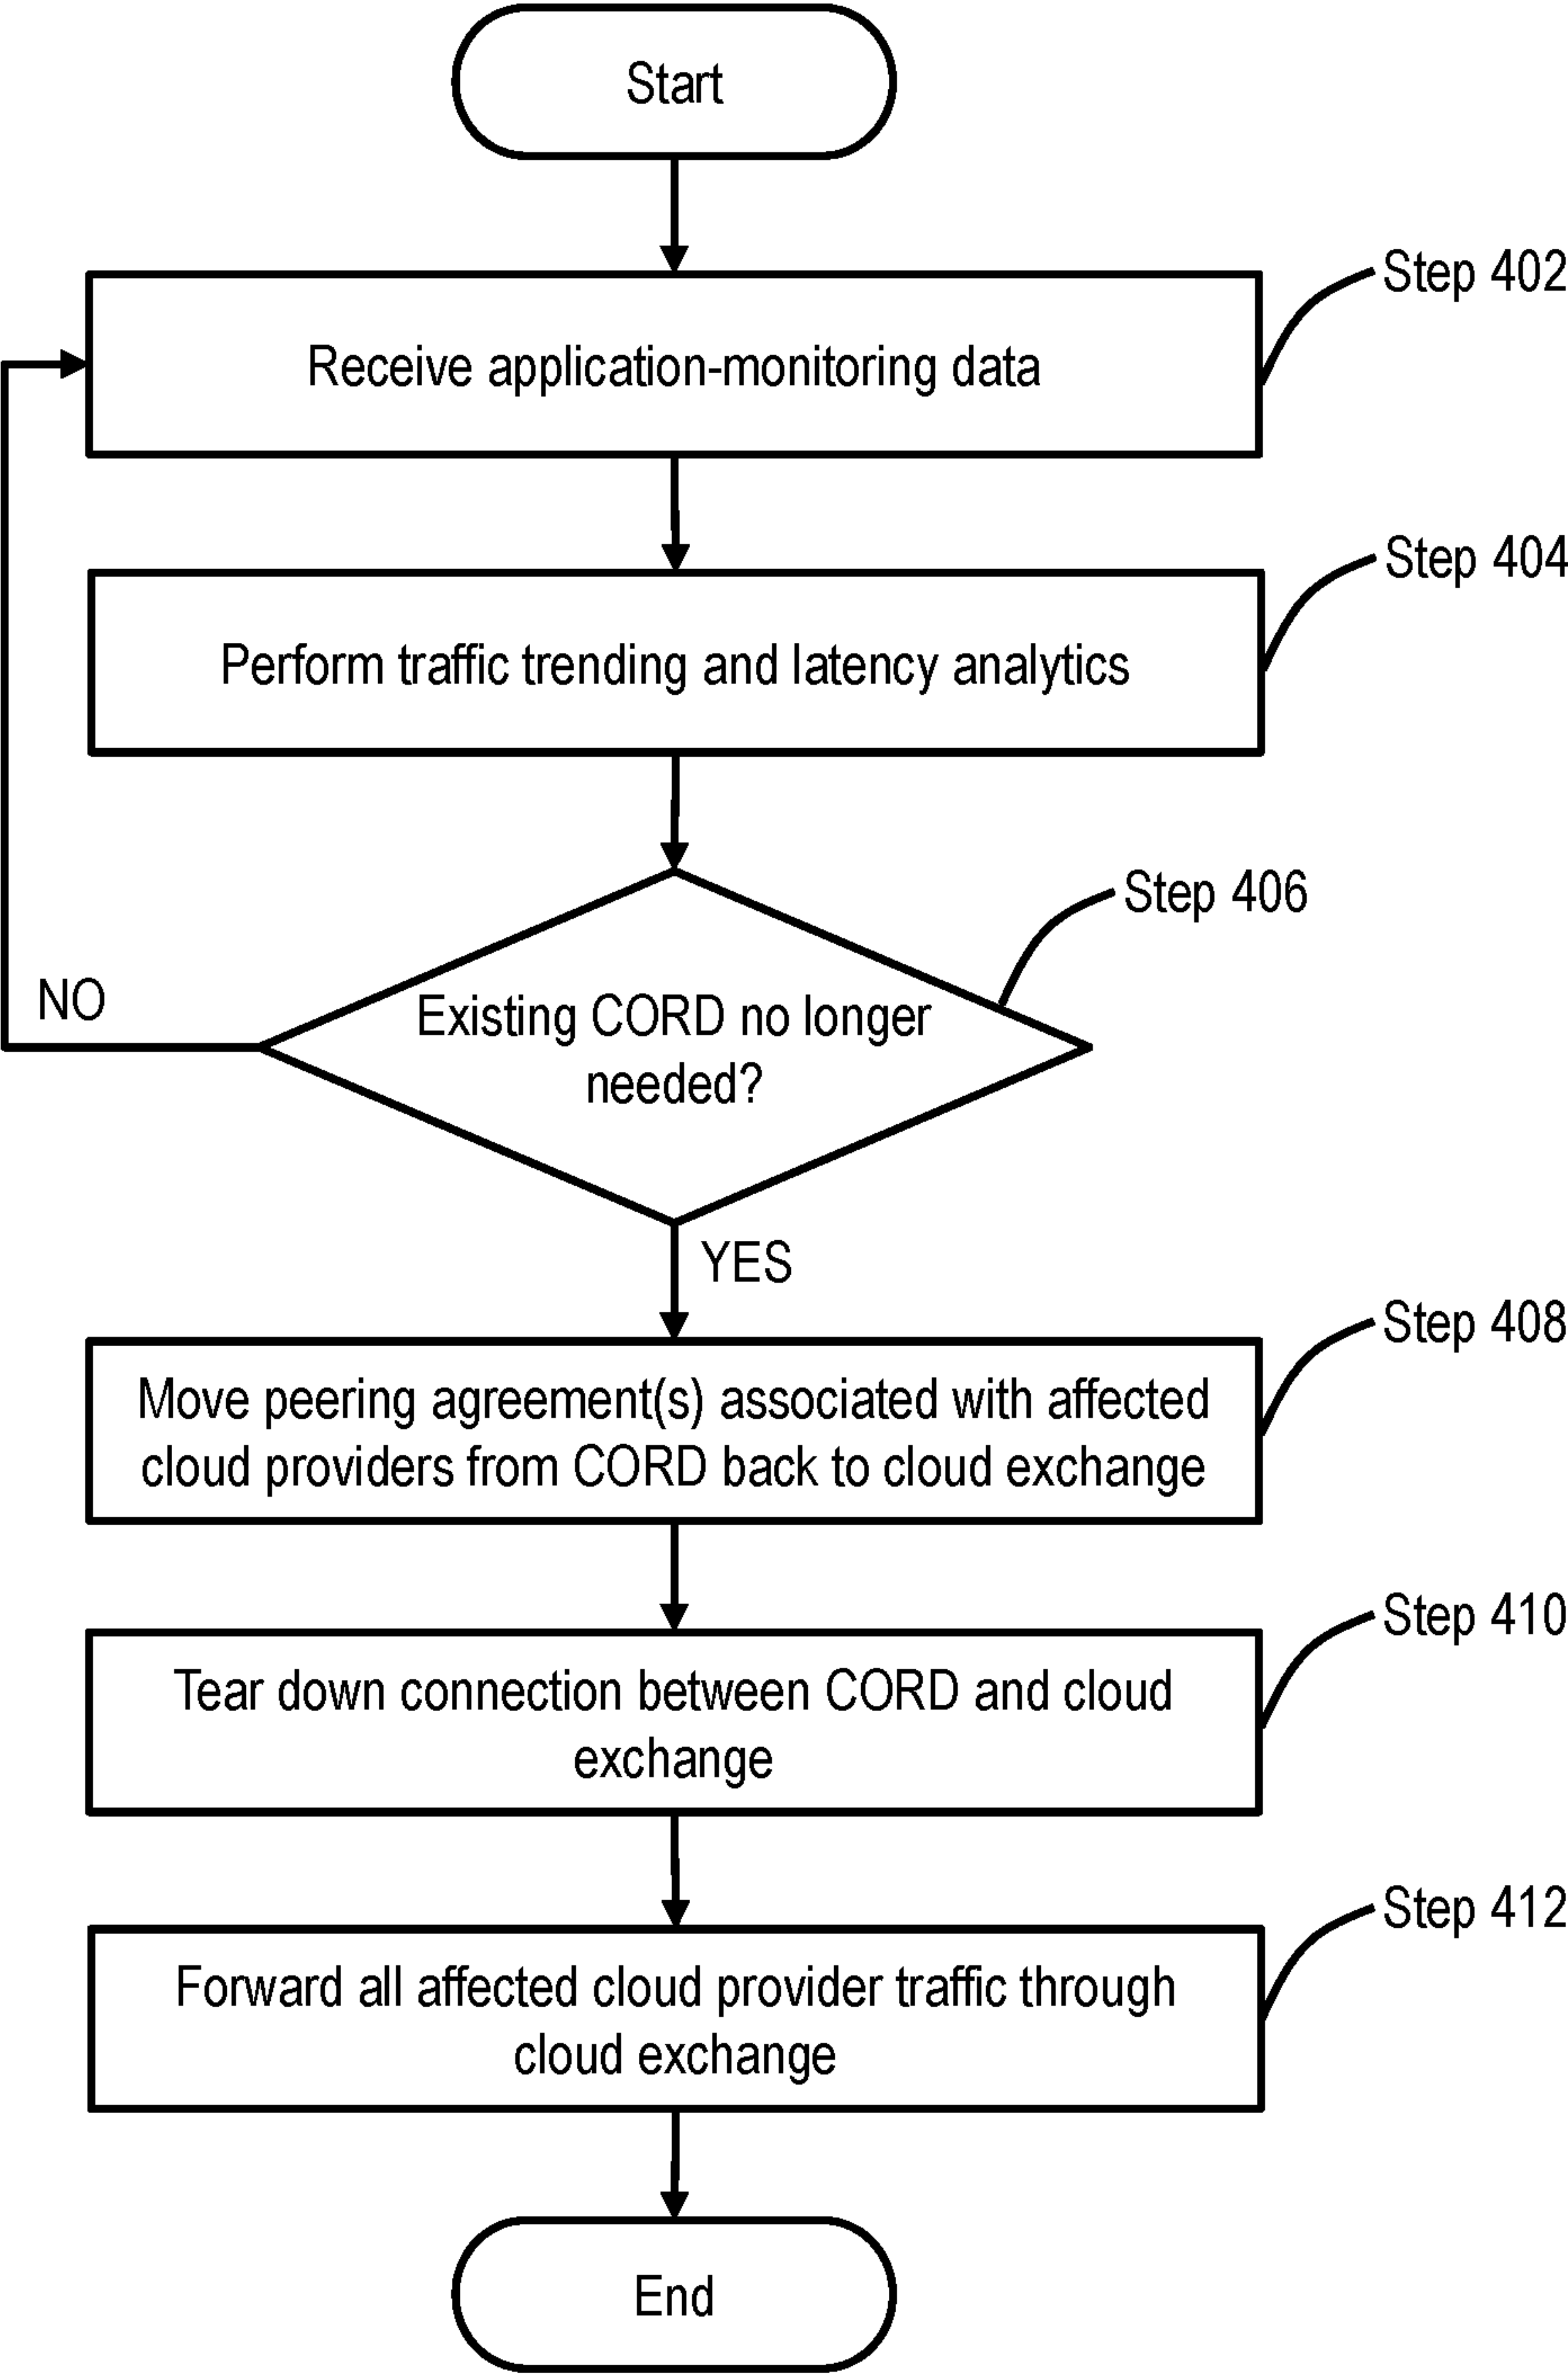 Start
Step 402
Receive application-monitoring data
Step 404
Perform traffic trending and latency analytics
Step 406
NO
Existing CORD no longer
needed?
YES
Step 408
Move peering agreement(s) associated with affected
cloud providers from CORD back to cloud exchange
Step 410
Tear down connection between CORD and cloud
exchange
Step 412
Forward all affected cloud provider traffic through
cloud exchange
End